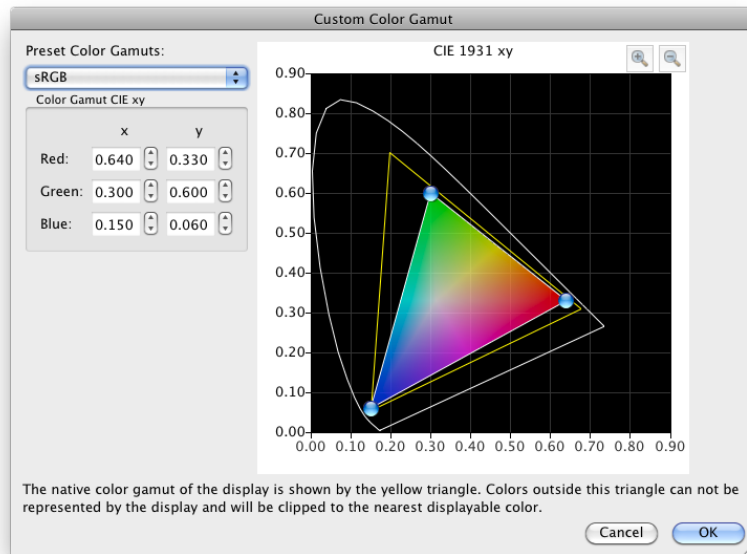 Custom Color Gamut
Preset Color Gamuts:
sRGB
Color Gamut CIE xy
x y
Red: 0.640 0.330
Green: 0.300 0.600
Blue: 0.150 0.060
CIE 1931 xy
0.90
0.80
0.70
0.60
0.50
0.40
0.30
0.20
0.10
0.00
0.00 0.10 0.20 0.30 0.40 0.50 0.60 0.70 0.80 0.90
The native color gamut of the display is shown by the yellow triangle. Colors outside this triangle can not be
represented by the display and will be clipped to the nearest displayable color.
Cancel OK